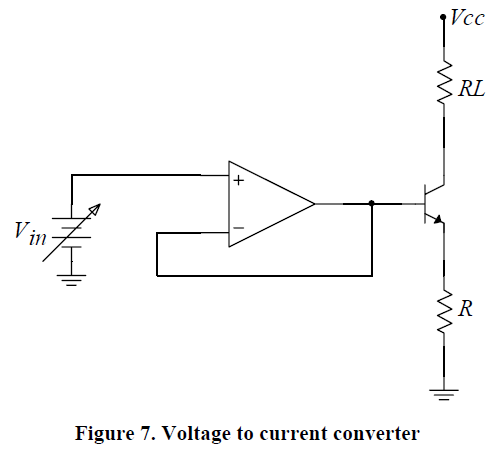 Vcc
RL
+
Vin
−
R
Figure 7. Voltage to current converter